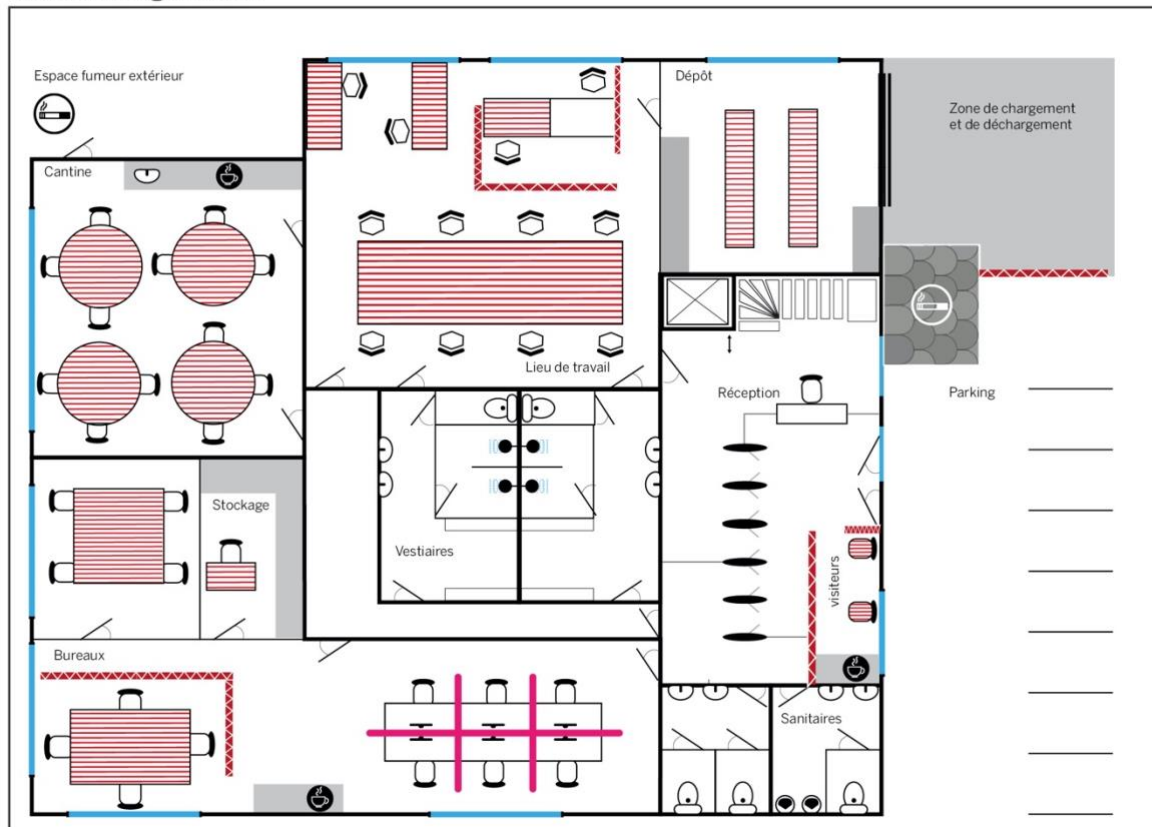 Espace fumeur extérieur
Dépôt
Zone de chargement
et de déchargement
Cantine
Lieu de travail
Réception
Parking
Stockage
Vestiaires
visiteurs
Bureaux
Sanitaires